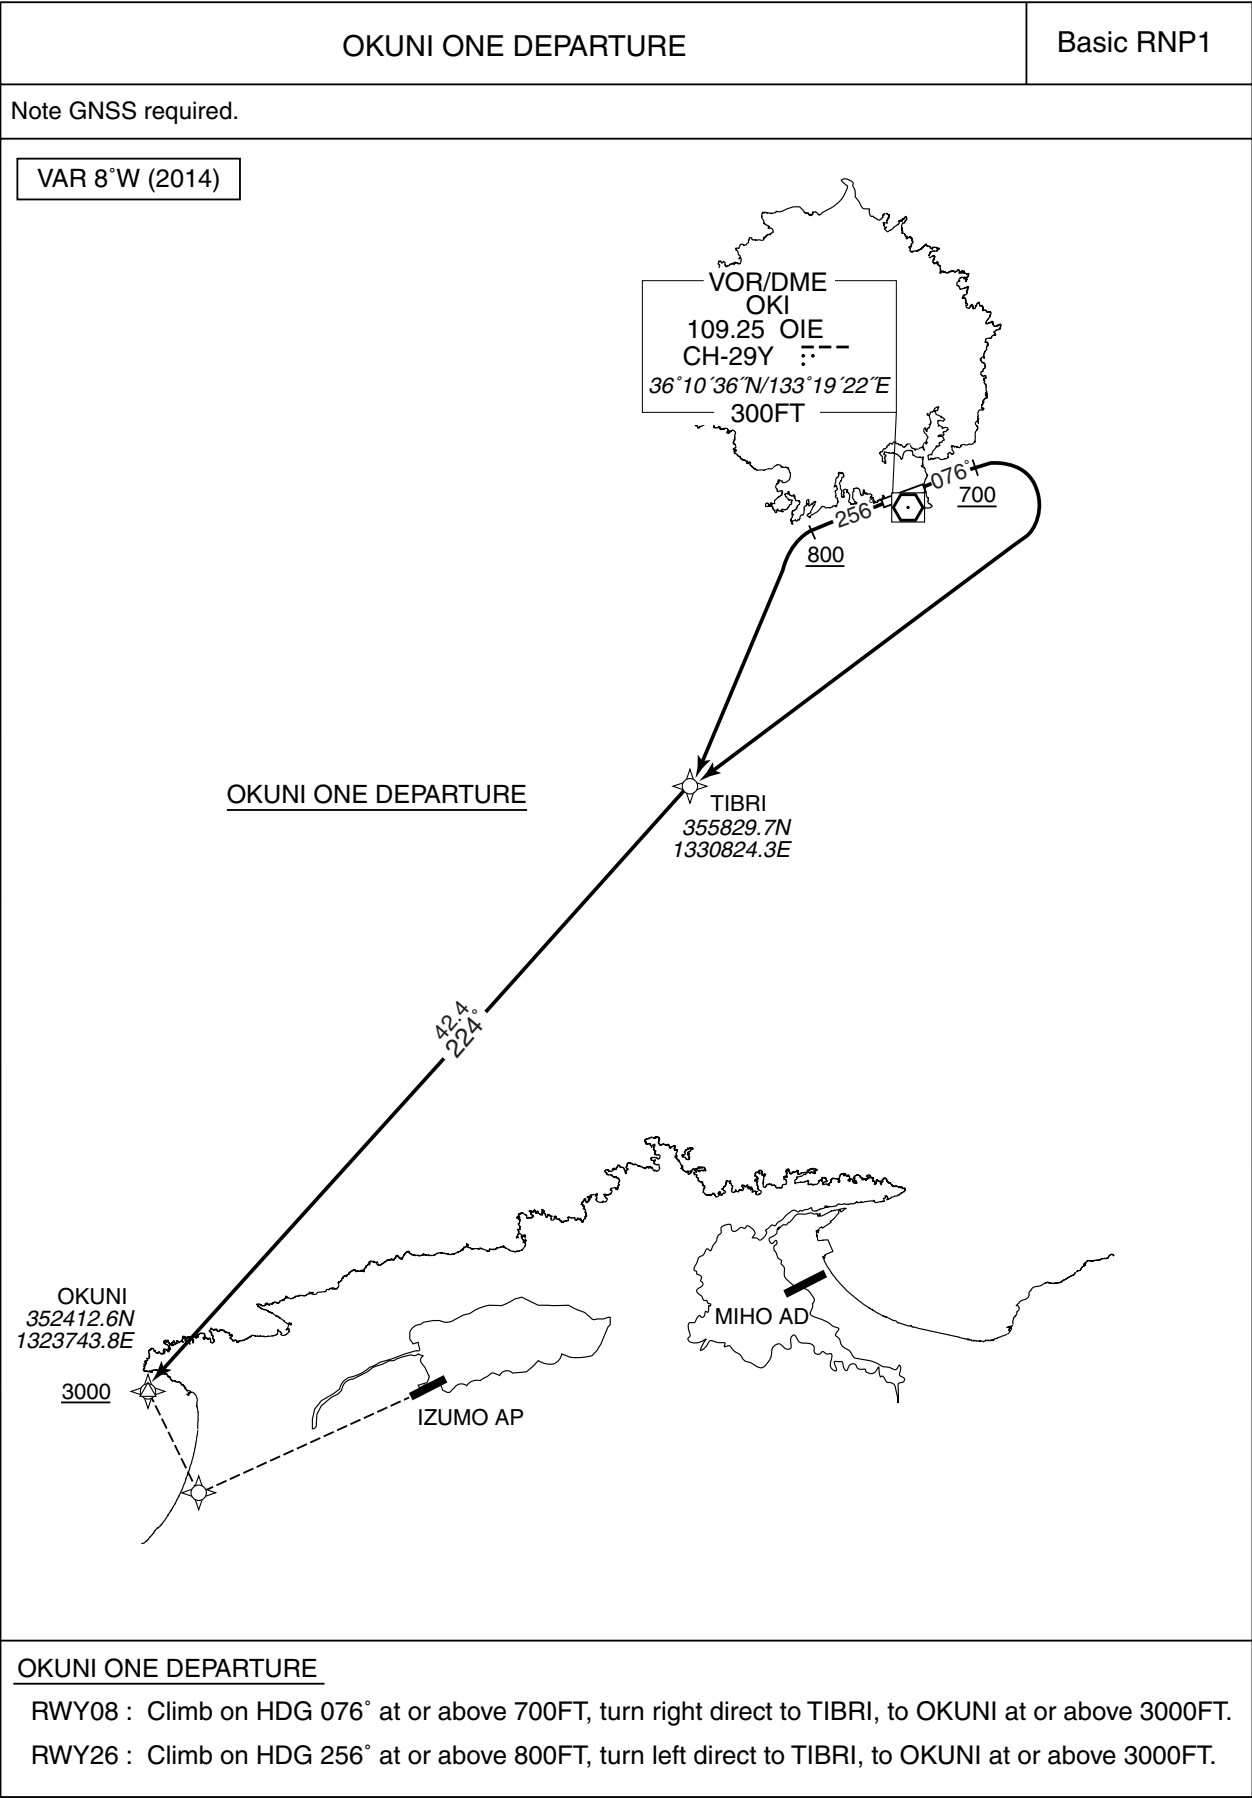 OKUNI ONE DEPARTURE
Basic RNP1
Note GNSS required.
VAR 8˚W (2014)
VOR/DME
OKI
109.25 OIE
CH-29Y
36˚10´36˝N/133˚19´22˝E
300FT
076˚
700
256˚
800
OKUNI ONE DEPARTURE
TIBRI
355829.7N
1330824.3E
42.4
224˚
OKUNI
352412.6N
1323743.8E
3000
MIHO AD
IZUMO AP
OKUNI ONE DEPARTURE
RWY08 : Climb on HDG 076˚ at or above 700FT, turn right direct to TIBRI, to OKUNI at or above 3000FT.
RWY26 : Climb on HDG 256˚ at or above 800FT, turn left direct to TIBRI, to OKUNI at or above 3000FT.